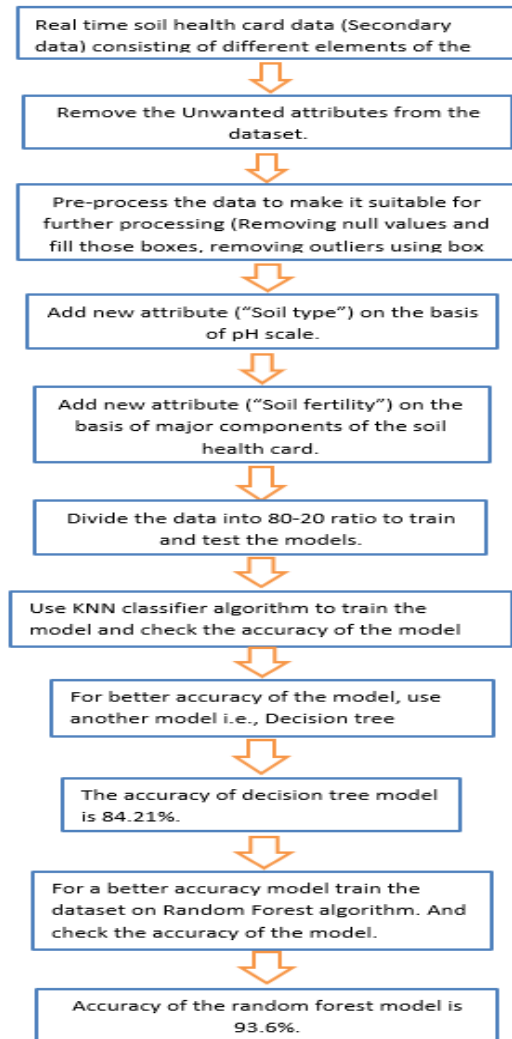 Real time soil health card data (Secondary
data) consisting of different elements of the
Remove the Unwanted attributes from the
dataset.
Pre-process the data to make it suitable for
further processing (Removing null values and
fill those boxes, removing outliers using box
Add new attribute (“Soil type”) on the basis
of pH scale.
Add new attribute (“Soil fertility”) on the
basis of major components of the soil
health card.
Divide the data into 80-20 ratio to train
and test the models.
Use KNN classifier algorithm to train the
model and check the accuracy of the model
For better accuracy of the model, use
another model i.e., Decision tree
The accuracy of decision tree model
is 84.21%.
For a better accuracy model train the
dataset on Random Forest algorithm. And
check the accuracy of the model.
Accuracy of the random forest model is
93.6%.